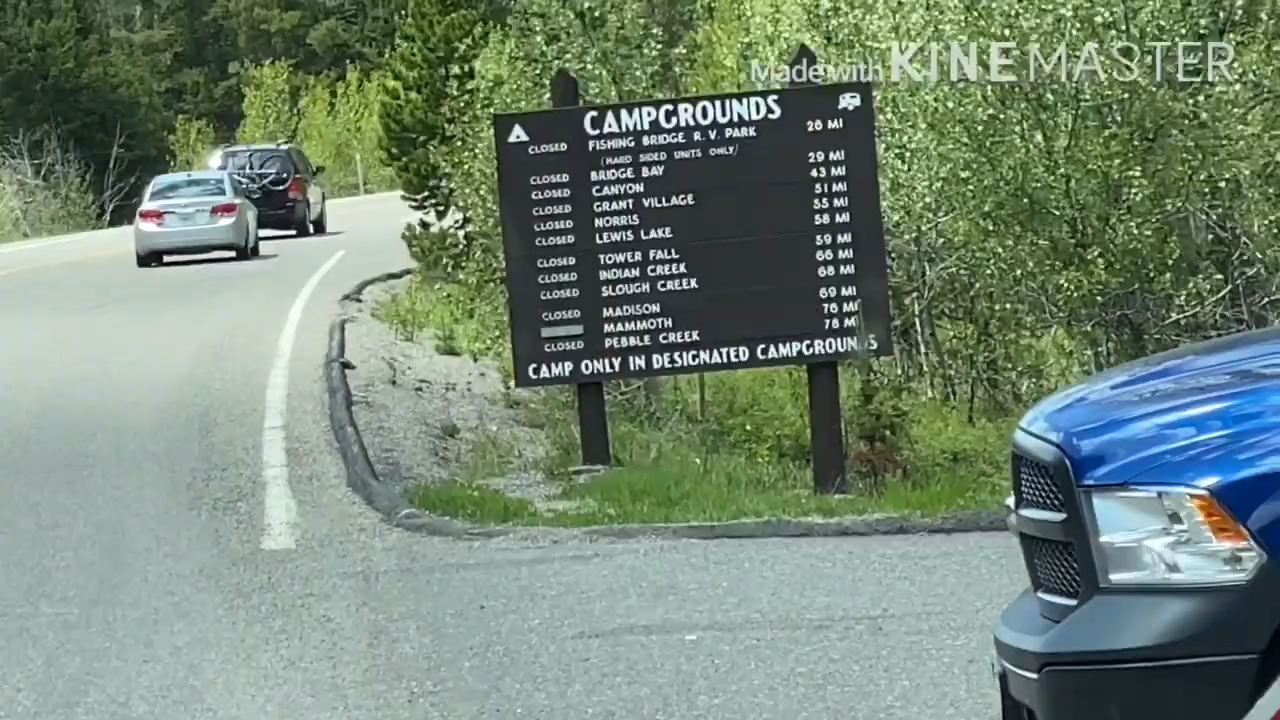 Made with KINEMASTER
CAMPGROUNDS
CLOSED FISHING BRIDGE R.V. PARK 26 MI
(HARD SIDED UNITS ONLY)
CLOSED BRIDGE BAY 29 MI
CLOSED CANYON 43 MI
CLOSED GRANT VILLAGE 51 MI
CLOSED NORRIS 55 MI
CLOSED LEWIS LAKE 58 MI
CLOSED TOWER FALL 59 MI
CLOSED INDIAN CREEK 66 MI
CLOSED SLOUGH CREEK 68 MI
CLOSED MADISON 69 MI
MAMMOTH 76 MI
CLOSED PEBBLE CREEK 78 MI
CAMP ONLY IN DESIGNATED CAMPGROUNDS